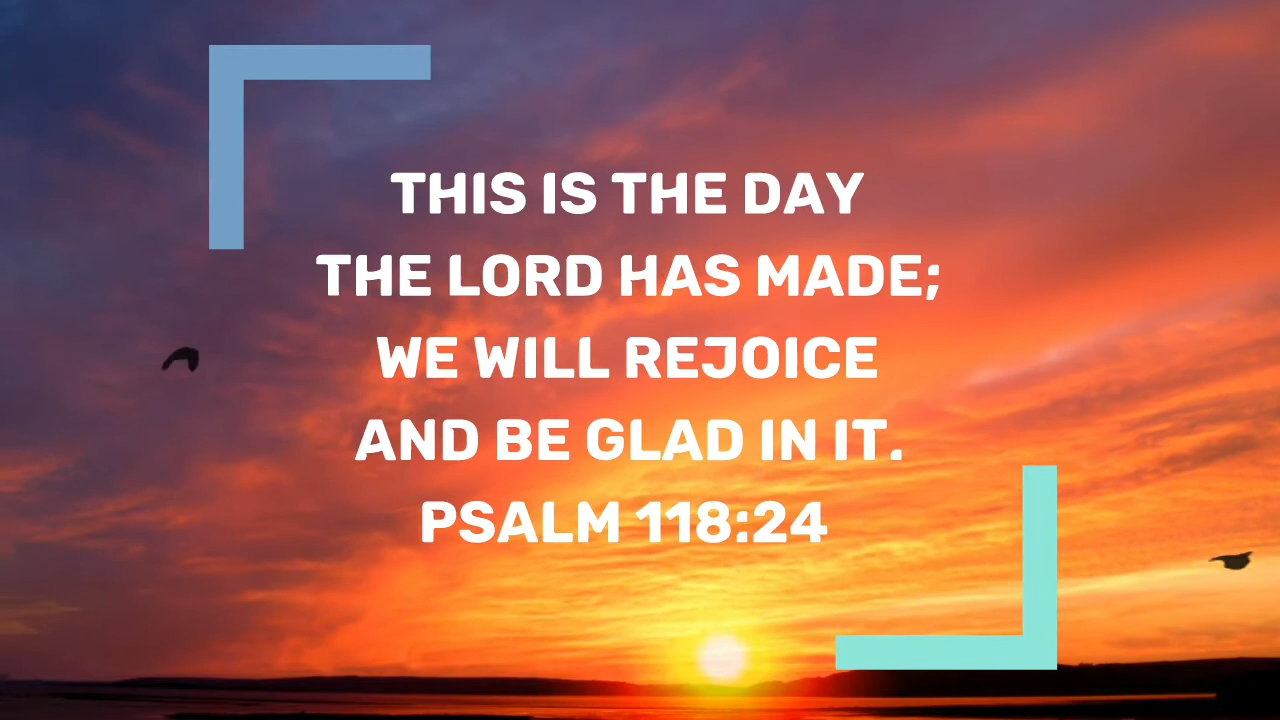 THIS IS THE DAY
THE LORD HAS MADE;
WE WILL REJOICE
AND BE GLAD IN IT.
PSALM 118:24